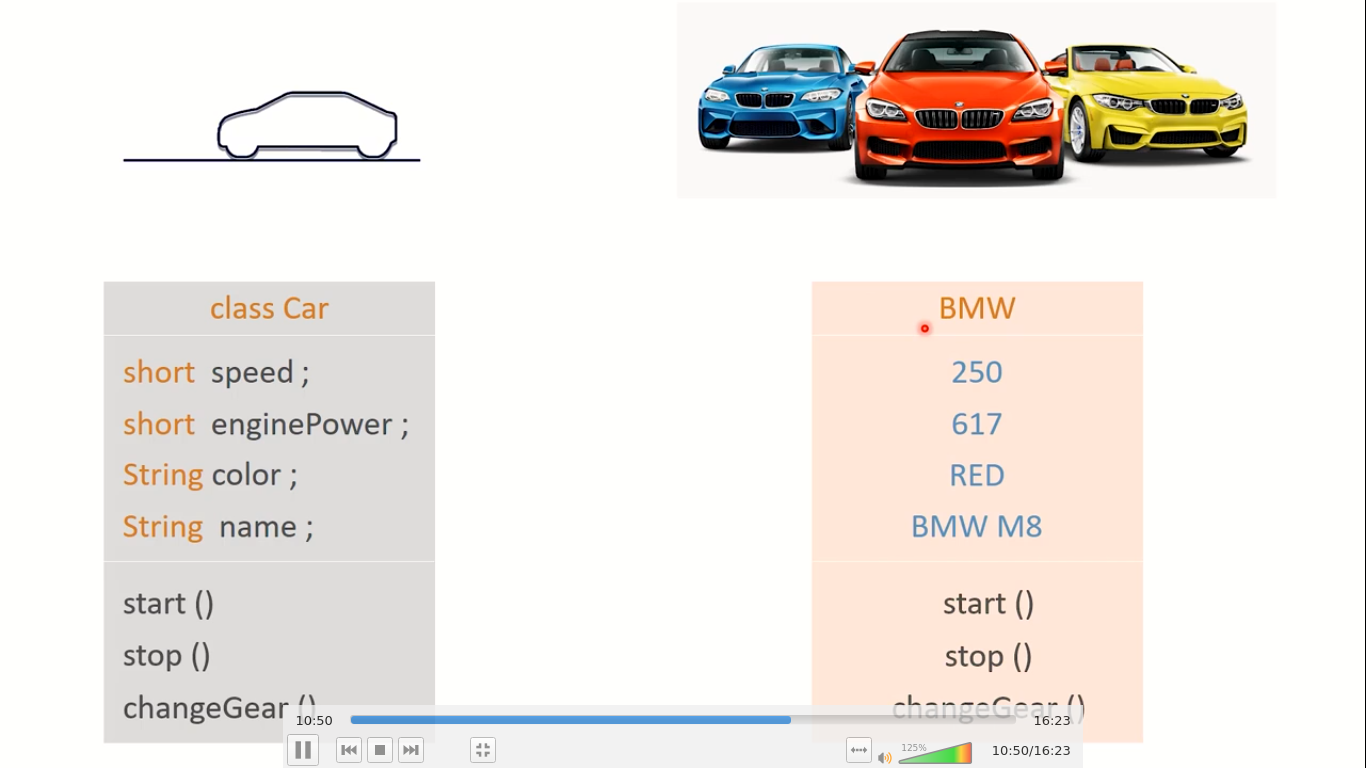 class Car
short speed ;
short enginePower ;
String color ;
String name ;
start ()
stop ()
changeGear ()
BMW
250
617
RED
BMW M8
start ()
stop ()
changeGear ()
10:50
16:23
125%
10:50/16:23